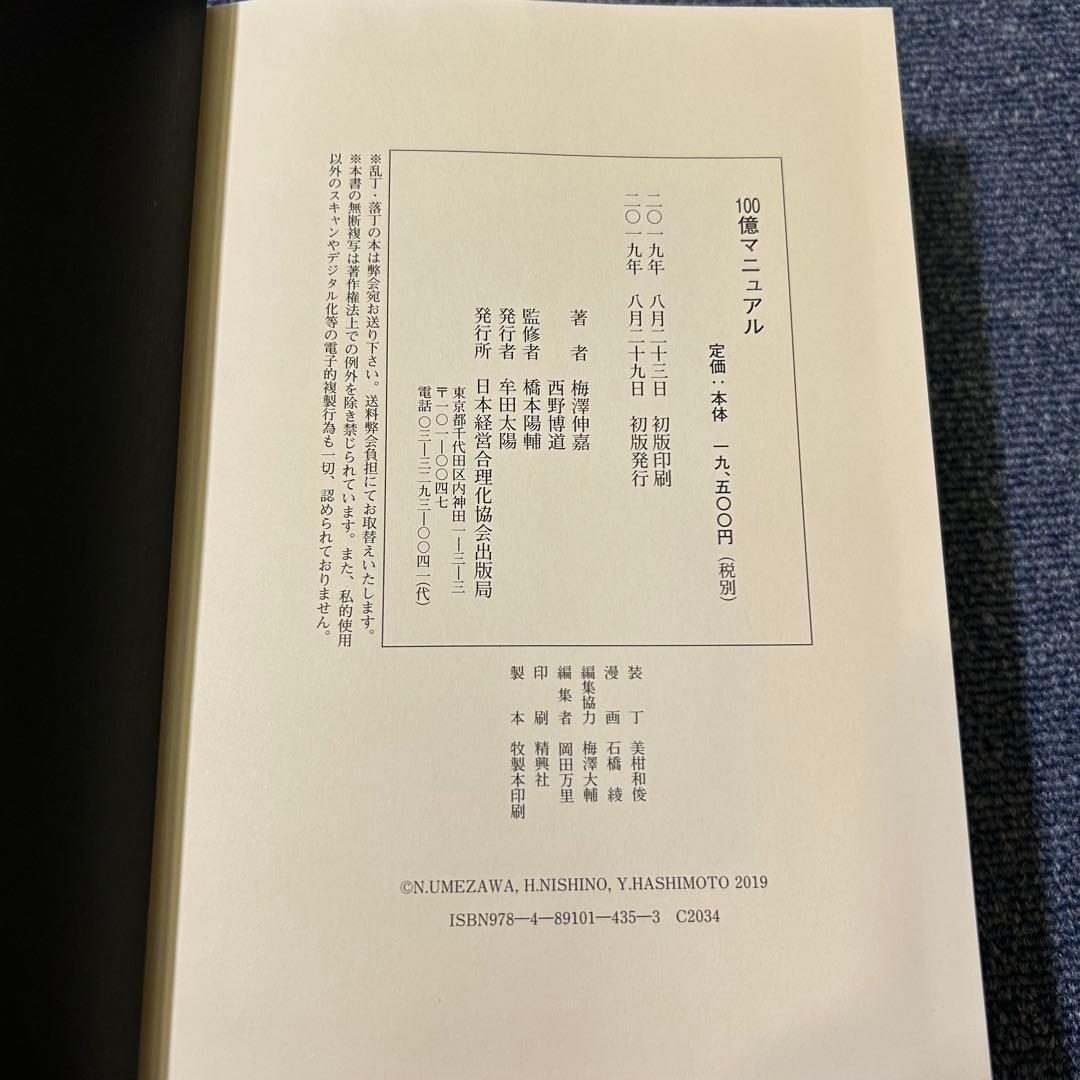 100億マニュアル
定価：本体　一九、五〇〇円（税別）
二〇一九年　八月二十三日　初版印刷
二〇一九年　八月二十九日　初版発行
著　者　梅澤伸嘉
西野博道
監修者　橋本陽輔
発行者　牟田太陽
発行所　日本経営合理化協会出版局
東京都千代田区内神田一―三―三
〒一〇一―〇〇四七
電話〇三―三二九三―〇〇四一（代）
※乱丁・落丁の本は弊会宛お送り下さい。送料弊会負担にてお取替えいたします。
※本書の無断複写は著作権法上での例外を除き禁じられています。また、私的使用
以外のスキャンやデジタル化等の電子的複製行為も一切、認められておりません。
装　丁　美柑和俊
漫　画　石橋　綾
編集協力　梅澤大輔
編集者　岡田万里
印　刷　精興社
製　本　牧製本印刷
©N.UMEZAWA, H.NISHINO, Y.HASHIMOTO 2019
ISBN978―4―89101―435―3　C2034